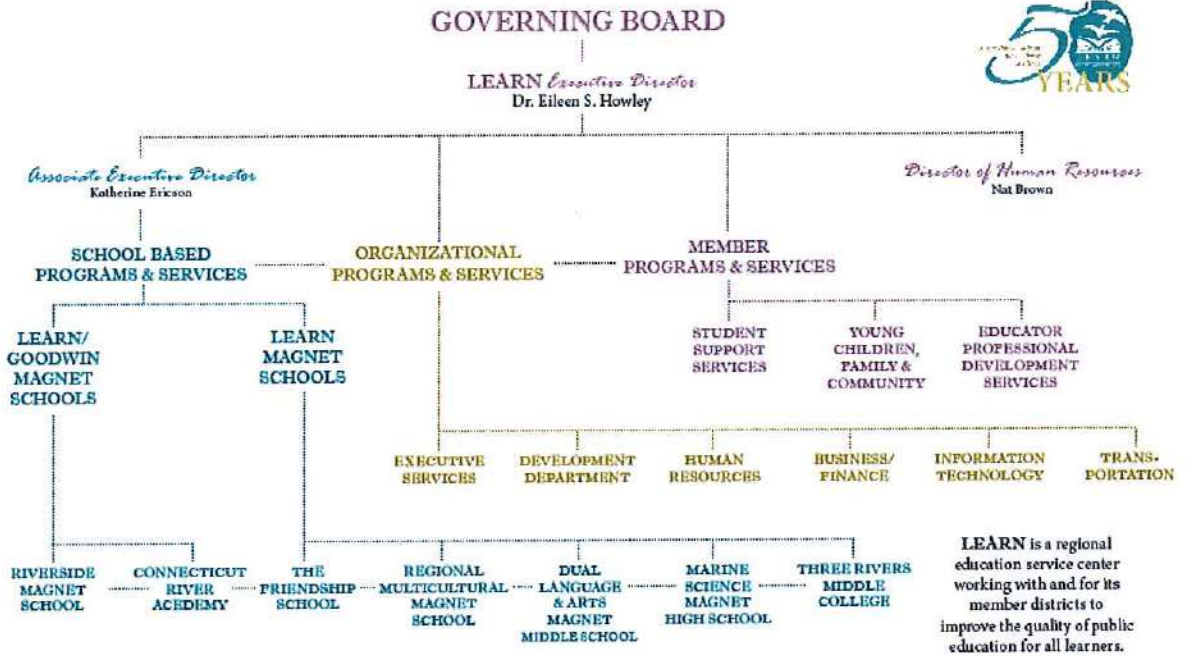 GOVERNING BOARD
50
YEARS
LEARN Executive Director
Dr. Eileen S. Howley
Associate Executive Director
Katherine Ericson
Director of Human Resources
Nat Brown
SCHOOL BASED
PROGRAMS & SERVICES
ORGANIZATIONAL
PROGRAMS & SERVICES
MEMBER
PROGRAMS & SERVICES
LEARN/
GOODWIN
MAGNET
SCHOOLS
LEARN
MAGNET
SCHOOLS
STUDENT
SUPPORT
SERVICES
YOUNG
CHILDREN,
FAMILY &
COMMUNITY
EDUCATOR
PROFESSIONAL
DEVELOPMENT
SERVICES
EXECUTIVE
SERVICES
DEVELOPMENT
DEPARTMENT
HUMAN
RESOURCES
BUSINESS/
FINANCE
INFORMATION
TECHNOLOGY
TRANS-
PORTATION
RIVERSIDE
MAGNET
SCHOOL
CONNECTICUT
RIVER
ACEDEMY
THE
FRIENDSHIP
SCHOOL
REGIONAL
MULTICULTURAL
MAGNET
SCHOOL
DUAL
LANGUAGE
& ARTS
MAGNET
MIDDLE SCHOOL
MARINE
SCIENCE
MAGNET
HIGH SCHOOL
THREE RIVERS
MIDDLE
COLLEGE
LEARN is a regional
education service center
working with and for its
member districts to
improve the quality of public
education for all learners.